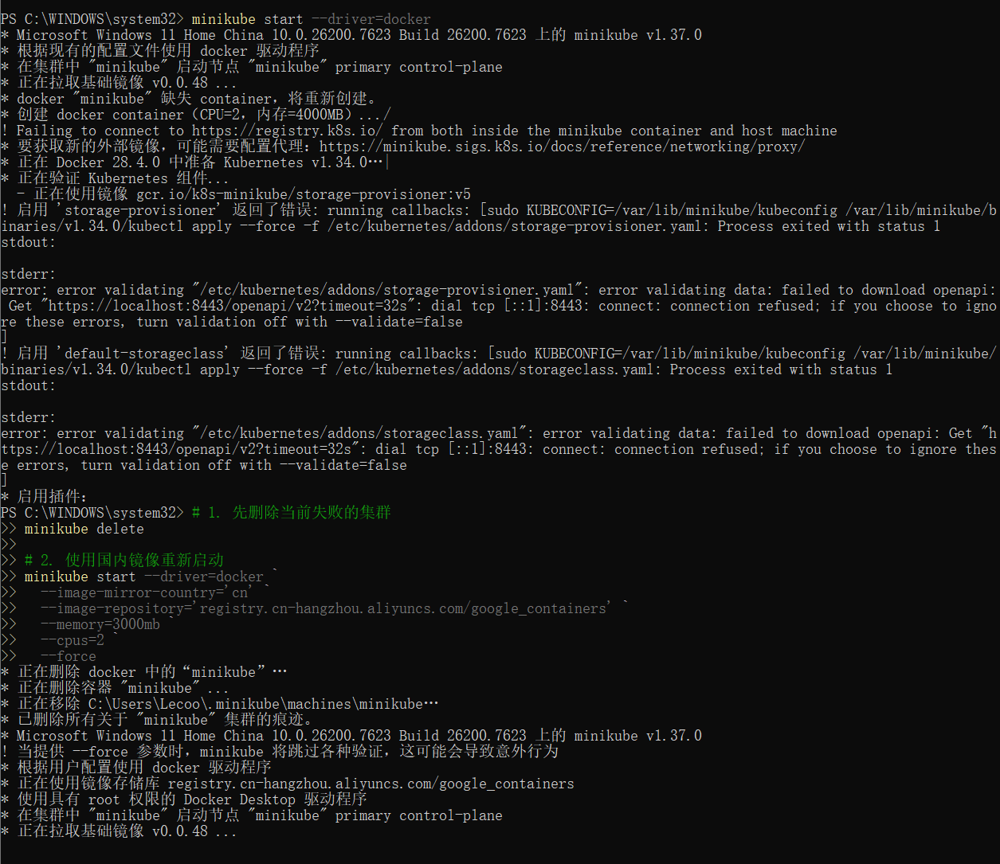 PS C:\WINDOWS\system32> minikube start --driver=docker
* Microsoft Windows 11 Home China 10.0.26200.7623 Build 26200.7623 上的 minikube v1.37.0
* 根据现有的配置文件使用 docker 驱动程序
* 在集群中 "minikube" 启动节点 "minikube" primary control-plane
* 正在拉取基础镜像 v0.0.48 ...
* docker "minikube" 缺失 container，将重新创建。
* 创建 docker container（CPU=2，内存=4000MB）.../
! Failing to connect to https://registry.k8s.io/ from both inside the minikube container and host machine
* 要获取新的外部镜像，可能需要配置代理：https://minikube.sigs.k8s.io/docs/reference/networking/proxy/
* 正在 Docker 28.4.0 中准备 Kubernetes v1.34.0…|
* 正在验证 Kubernetes 组件...
  - 正在使用镜像 gcr.io/k8s-minikube/storage-provisioner:v5
! 启用 'storage-provisioner' 返回了错误: running callbacks: [sudo KUBECONFIG=/var/lib/minikube/kubeconfig /var/lib/minikube/b
inaries/v1.34.0/kubectl apply --force -f /etc/kubernetes/addons/storage-provisioner.yaml: Process exited with status 1
stdout:
stderr:
error: error validating "/etc/kubernetes/addons/storage-provisioner.yaml": error validating data: failed to download openapi:
 Get "https://localhost:8443/openapi/v2?timeout=32s": dial tcp [::1]:8443: connect: connection refused; if you choose to igno
re these errors, turn validation off with --validate=false
]
! 启用 'default-storageclass' 返回了错误: running callbacks: [sudo KUBECONFIG=/var/lib/minikube/kubeconfig /var/lib/minikube/
binaries/v1.34.0/kubectl apply --force -f /etc/kubernetes/addons/storageclass.yaml: Process exited with status 1
stdout:
stderr:
error: error validating "/etc/kubernetes/addons/storageclass.yaml": error validating data: failed to download openapi: Get "h
ttps://localhost:8443/openapi/v2?timeout=32s": dial tcp [::1]:8443: connect: connection refused; if you choose to ignore thes
e errors, turn validation off with --validate=false
]
* 启用插件：
PS C:\WINDOWS\system32> # 1. 先删除当前失败的集群
>> minikube delete
>>
>> # 2. 使用国内镜像重新启动
>> minikube start --driver=docker `
>>   --image-mirror-country='cn' `
>>   --image-repository='registry.cn-hangzhou.aliyuncs.com/google_containers' `
>>   --memory=3000mb `
>>   --cpus=2 `
>>   --force
* 正在删除 docker 中的“minikube”…
* 正在删除容器 "minikube" ...
* 正在移除 C:\Users\Lecoo\.minikube\machines\minikube…
* 已删除所有关于 "minikube" 集群的痕迹。
* Microsoft Windows 11 Home China 10.0.26200.7623 Build 26200.7623 上的 minikube v1.37.0
! 当提供 --force 参数时，minikube 将跳过各种验证，这可能会导致意外行为
* 根据用户配置使用 docker 驱动程序
* 正在使用镜像存储库 registry.cn-hangzhou.aliyuncs.com/google_containers
* 使用具有 root 权限的 Docker Desktop 驱动程序
* 在集群中 "minikube" 启动节点 "minikube" primary control-plane
* 正在拉取基础镜像 v0.0.48 ...